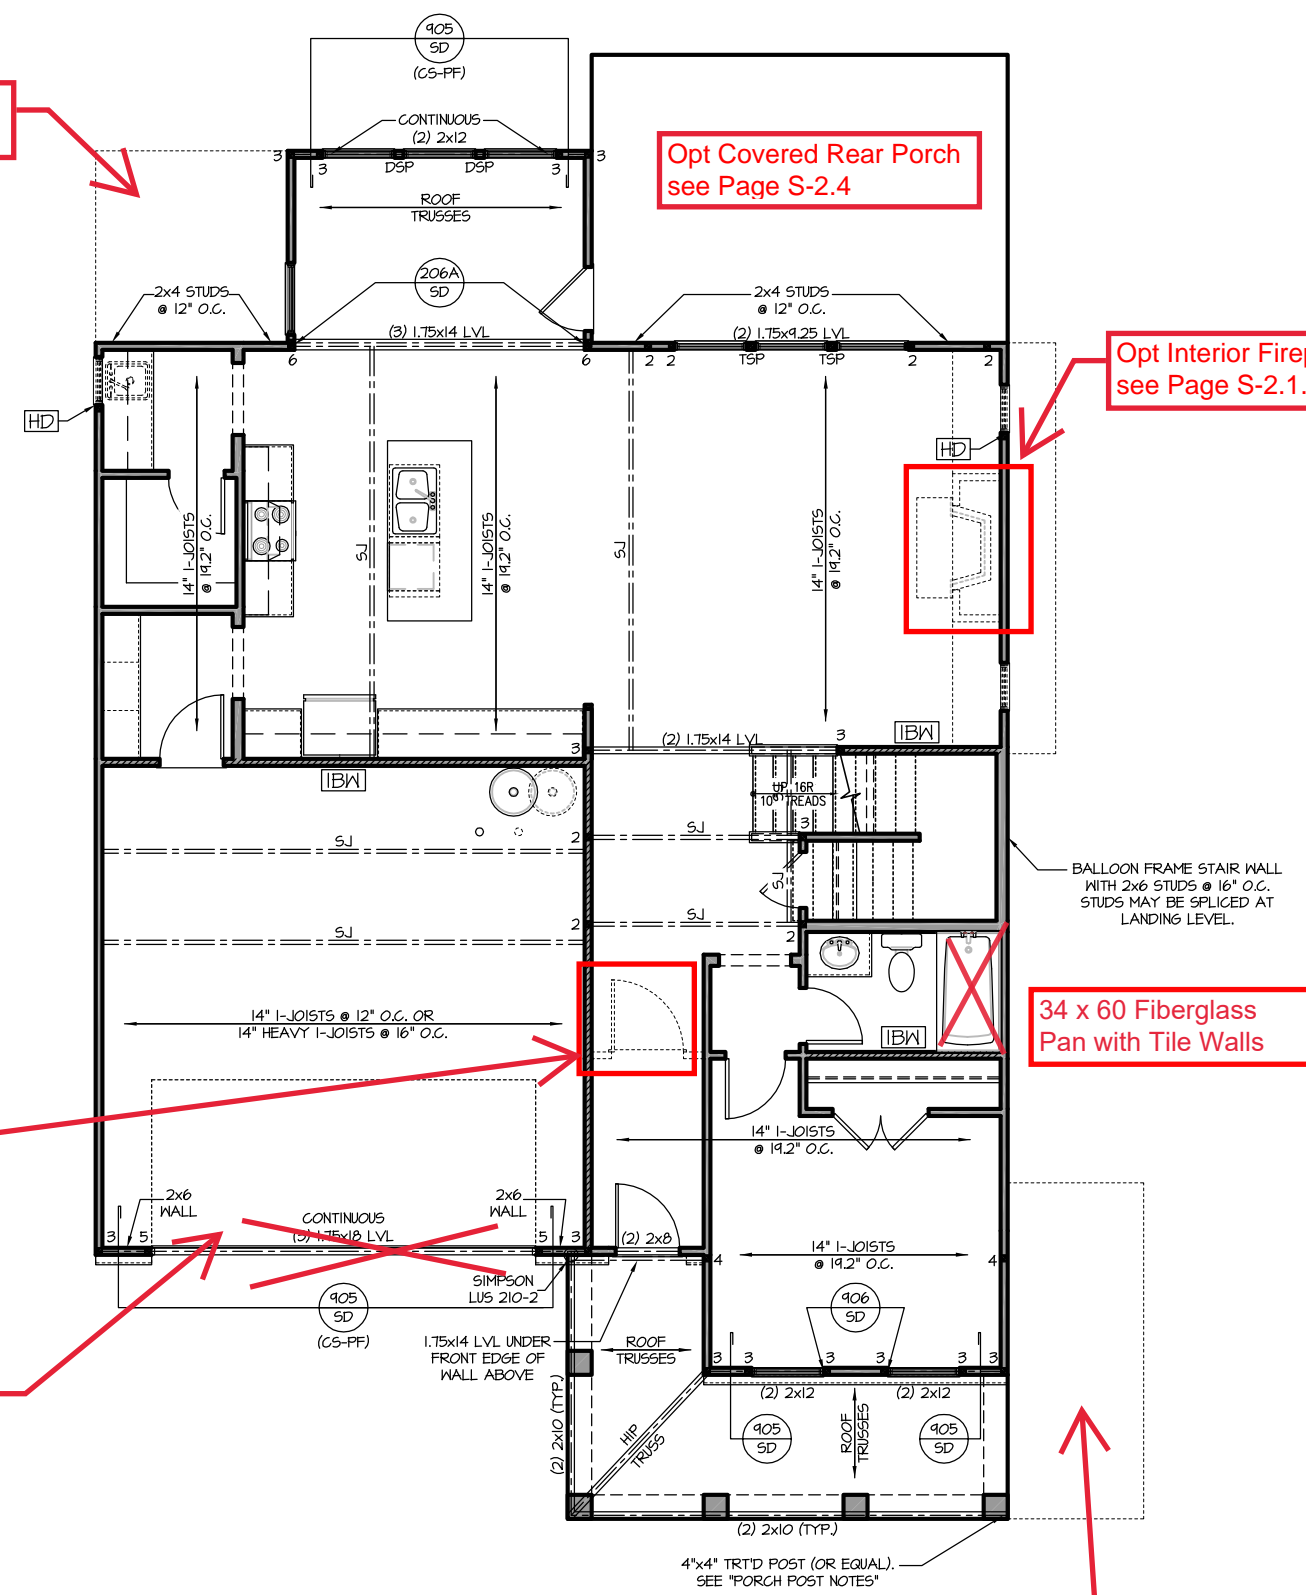 905
SD
(CS-PF)
CONTINUOUS
(2) 2x12
3
3
3
DSP
DSP
3
Opt Covered Rear Porch
see Page S-2.4
ROOF
TRUSSES
206A
SD
2x4 STUDS
@ 12" O.C.
2x4 STUDS
@ 12" O.C.
(3) 1.75x14 LVL
(2) 1.75x9.25 LVL
6
6
2
2
TSP
TSP
2
2
Opt Interior Firep
see Page S-2.1.
HD
HD
14" I-JOISTS
@ 19.2" O.C.
SJ
14" I-JOISTS
@ 19.2" O.C.
SJ
14" I-JOISTS
@ 19.2" O.C.
(2) 1.75x14 LVL
3
IBW
3
IBW
UP 16R
10" TREADS
SJ
2
SJ
3
SJ
BALLOON FRAME STAIR WALL
WITH 2x6 STUDS @ 16" O.C.
STUDS MAY BE SPLICED AT
LANDING LEVEL.
SJ
2
SJ
2
14" I-JOISTS @ 12" O.C. OR
14" HEAVY I-JOISTS @ 16" O.C.
IBW
34 x 60 Fiberglass
Pan with Tile Walls
14" I-JOISTS
@ 19.2" O.C.
2x6
WALL
2x6
WALL
CONTINUOUS
(3) 1.75x18 LVL
3
5
5
3
(2) 2x8
14" I-JOISTS
@ 19.2" O.C.
4
4
SIMPSON
LUS 210-2
905
SD
(CS-PF)
906
SD
1.75x14 LVL UNDER
FRONT EDGE OF
WALL ABOVE
ROOF
TRUSSES
3
3
3
3
3
3
(2) 2x12
(2) 2x12
(2) 2x10 (TYP.)
HIP
TRUSS
905
SD
ROOF
TRUSSES
905
SD
(2) 2x10 (TYP.)
4"x4" TRT'D POST (OR EQUAL).
SEE "PORCH POST NOTES"